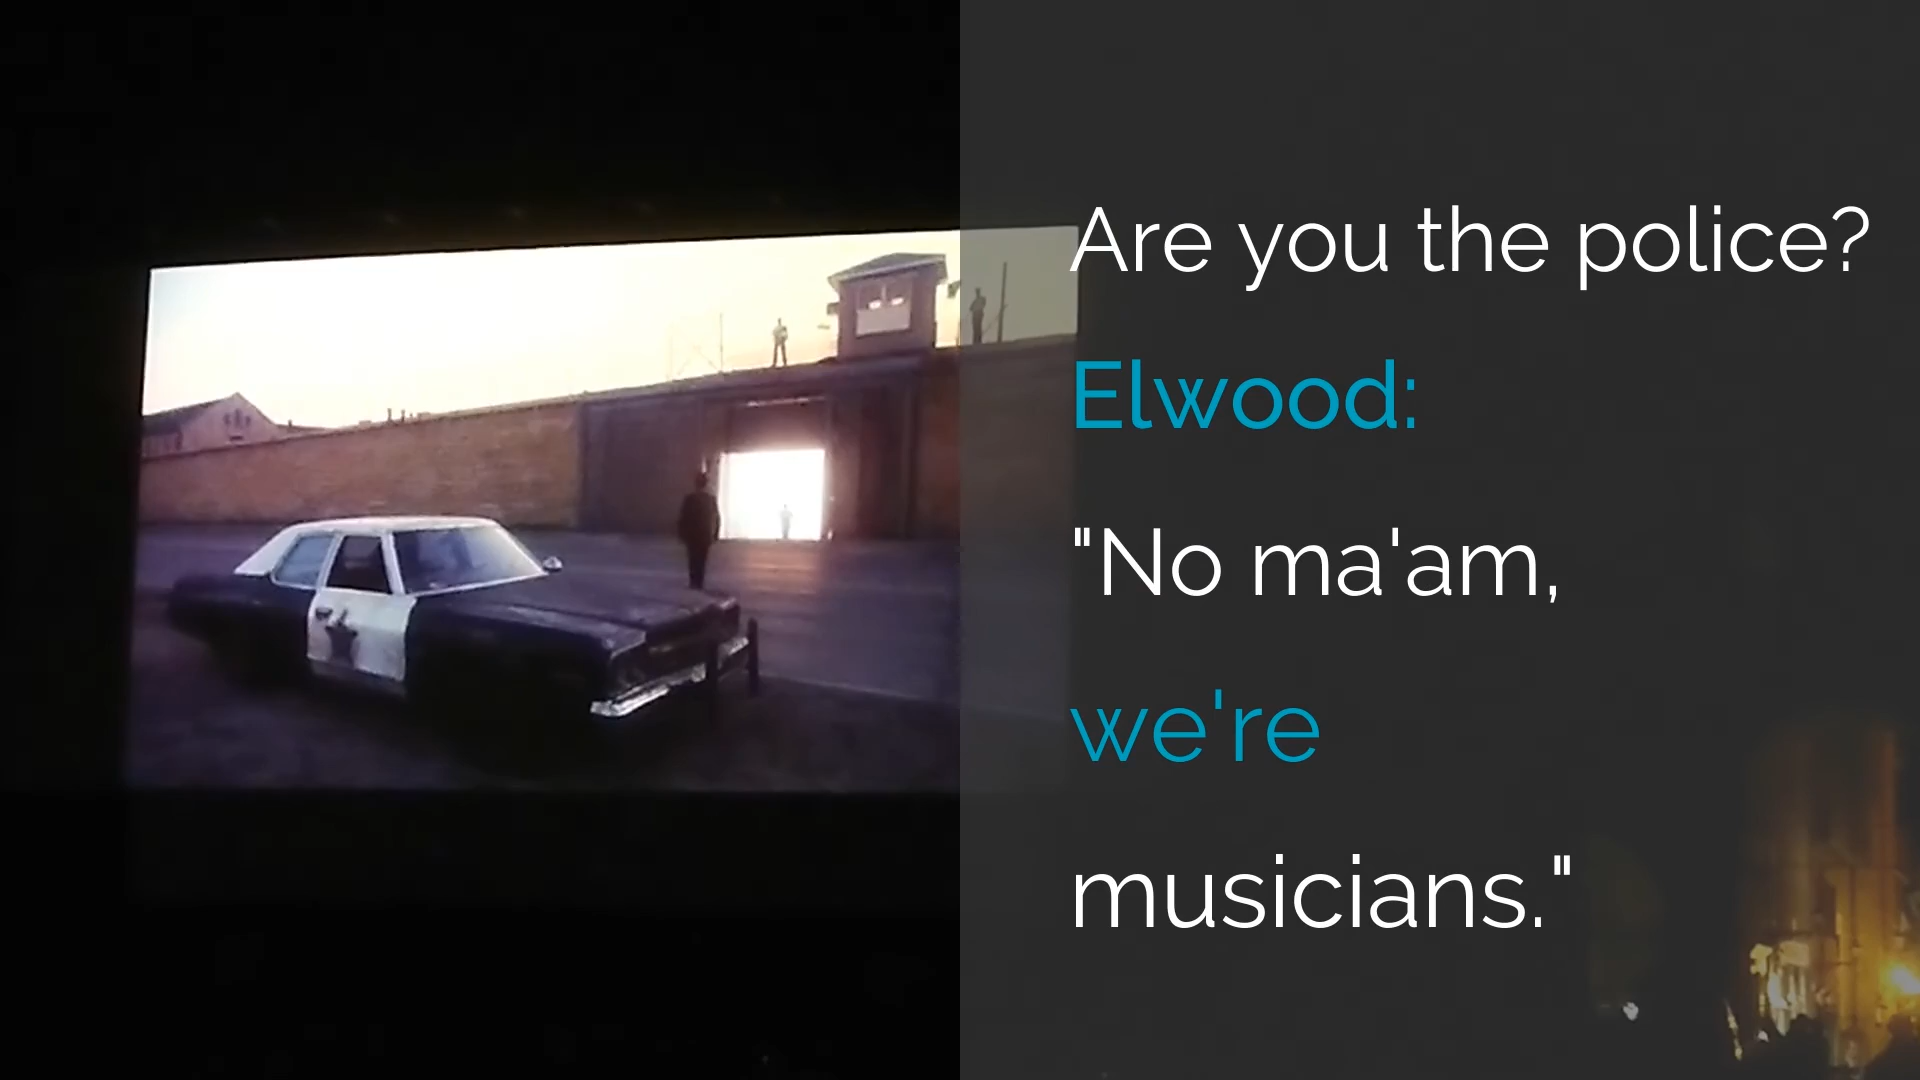 Are you the police?
Elwood:
"No ma'am,
we're
musicians."